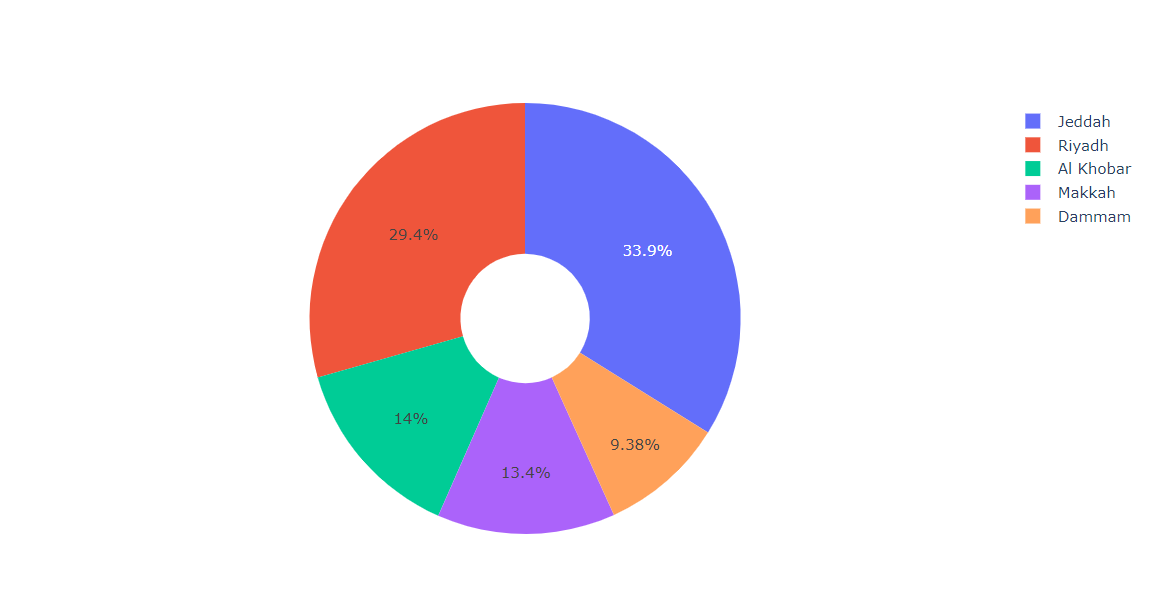 Jeddah
Riyadh
Al Khobar
Makkah
Dammam
29.4%
33.9%
14%
9.38%
13.4%